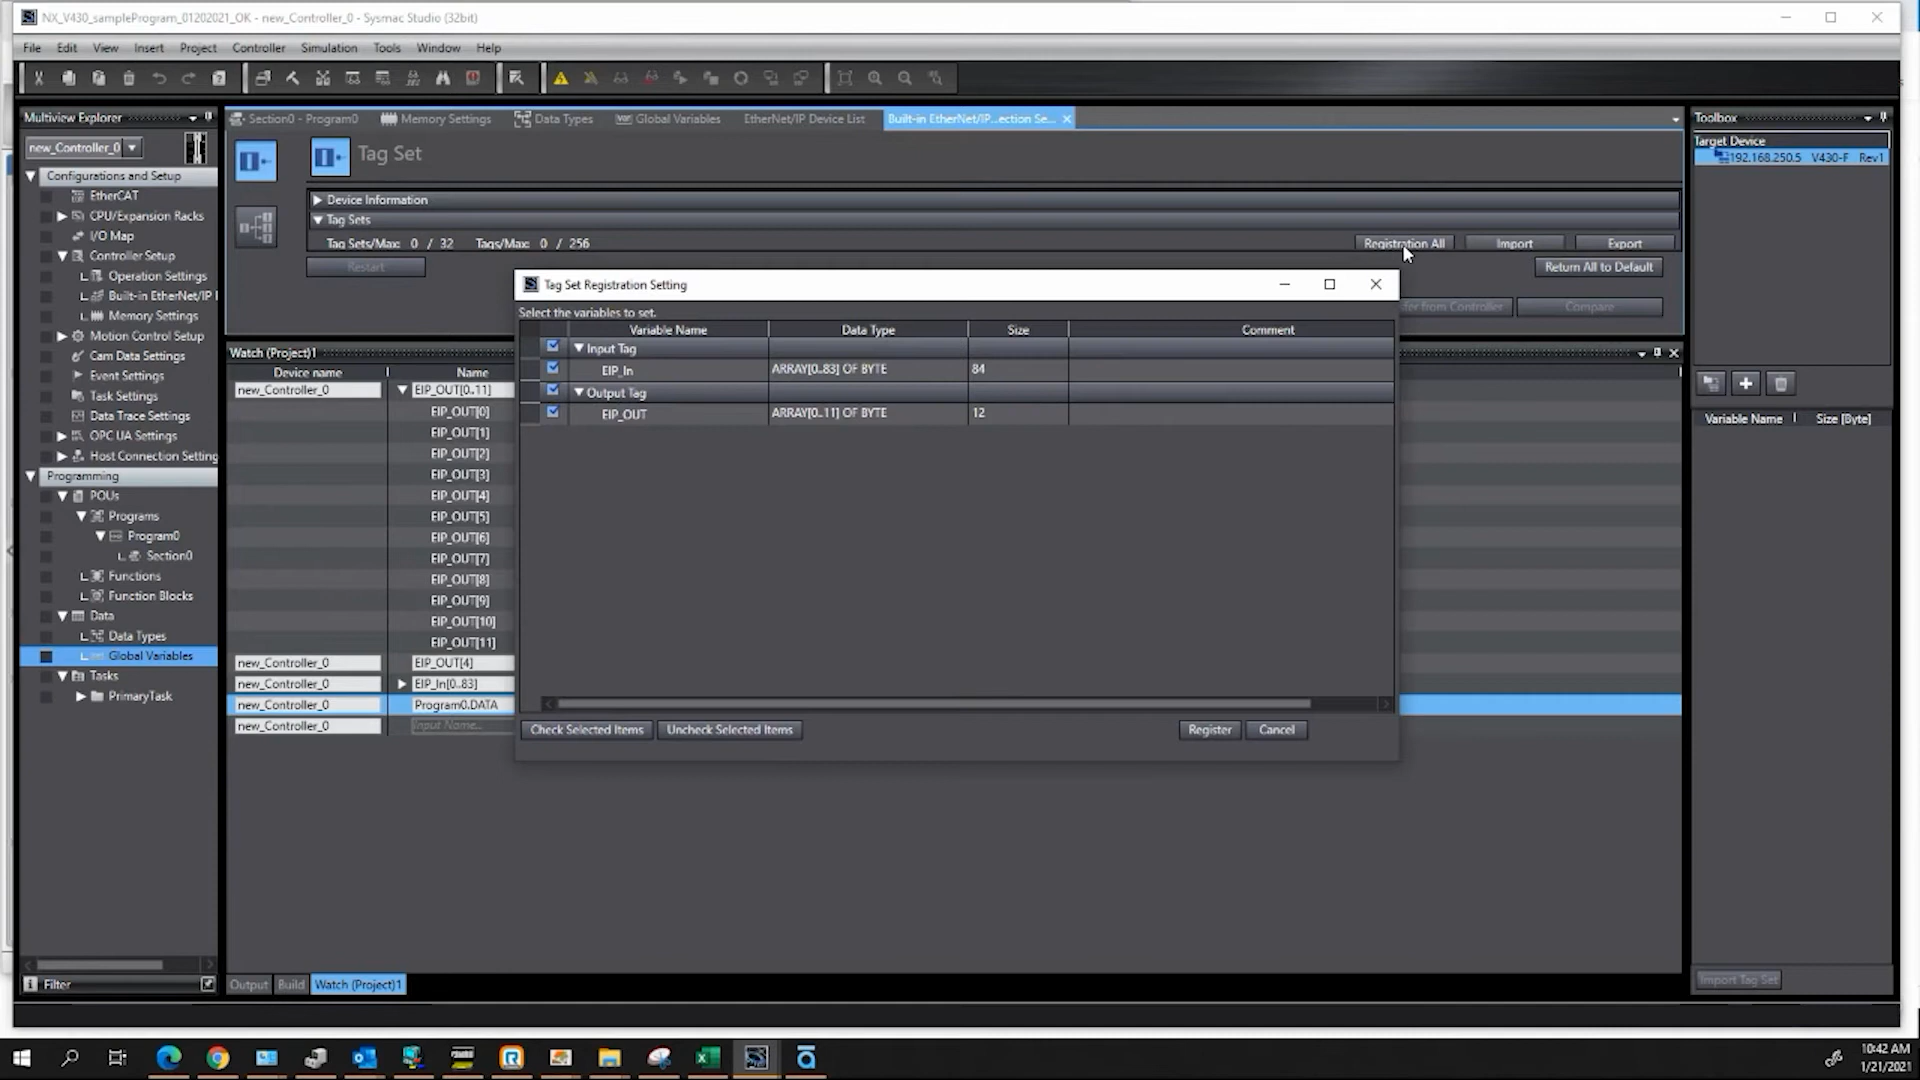 NX_V430_sampleProgram_01202021_OK - new_Controller_0 - Sysmac Studio (32bit)
File Edit View Insert Project Controller Simulation Tools Window Help
Multiview Explorer
new_Controller_0
Configurations and Setup
EtherCAT
CPU/Expansion Racks
I/O Map
Controller Setup
Operation Settings
Built-in EtherNet/IP
Memory Settings
Motion Control Setup
Cam Data Settings
Event Settings
Task Settings
Data Trace Settings
OPC UA Settings
Host Connection Setting
Programming
POUs
Programs
Program0
Section0
Functions
Function Blocks
Data
Data Types
Global Variables
Tasks
PrimaryTask
Filter
Section0 - Program0 Memory Settings Data Types Global Variables EtherNet/IP Device List Built-in EtherNet/IP...ection Se...
Tag Set
Device Information
Tag Sets
Tag Sets/Max: 0 / 32 Tags/Max: 0 / 256 Registration All Import Export
Restart Return All to Default
fer from Controller Compare
Tag Set Registration Setting
Select the variables to set.
Variable Name Data Type Size Comment
Input Tag
EIP_In ARRAY[0..83] OF BYTE 84
Output Tag
EIP_OUT ARRAY[0..11] OF BYTE 12
Check Selected Items Uncheck Selected Items Register Cancel
Watch (Project)1
Device name Name
new_Controller_0 EIP_OUT[0..11]
EIP_OUT[0]
EIP_OUT[1]
EIP_OUT[2]
EIP_OUT[3]
EIP_OUT[4]
EIP_OUT[5]
EIP_OUT[6]
EIP_OUT[7]
EIP_OUT[8]
EIP_OUT[9]
EIP_OUT[10]
EIP_OUT[11]
new_Controller_0 EIP_OUT[4]
new_Controller_0 EIP_In[0..83]
new_Controller_0 Program0.DATA
new_Controller_0 Input Name...
Output Build Watch (Project)1
Toolbox
Target Device
192.168.250.5 V430-F Rev1
Variable Name Size [Byte]
Import Tag Set
10:42 AM
1/21/2021